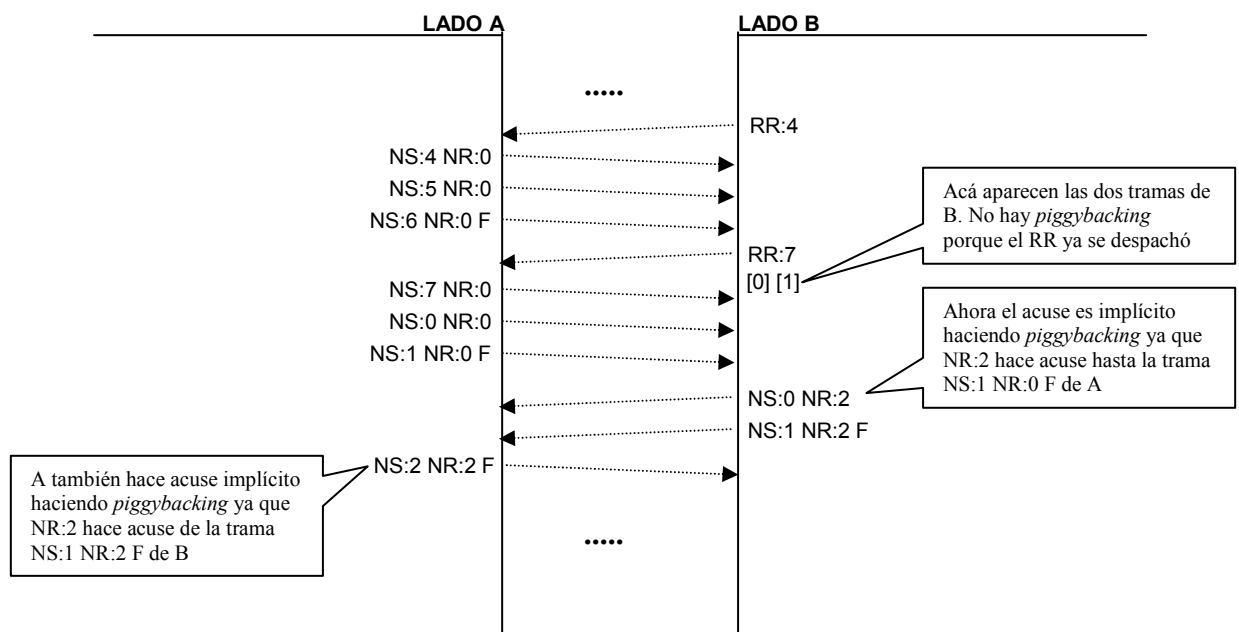 LADO A
LADO B
.....
RR:4
NS:4 NR:0
NS:5 NR:0
NS:6 NR:0 F
Acá aparecen las dos tramas de
B. No hay piggybacking
porque el RR ya se despachó
RR:7
[0] [1]
NS:7 NR:0
NS:0 NR:0
NS:1 NR:0 F
Ahora el acuse es implícito
haciendo piggybacking ya que
NR:2 hace acuse hasta la trama
NS:1 NR:0 F de A
NS:0 NR:2
NS:1 NR:2 F
NS:2 NR:2 F
A también hace acuse implícito
haciendo piggybacking ya que
NR:2 hace acuse de la trama
NS:1 NR:2 F de B
.....